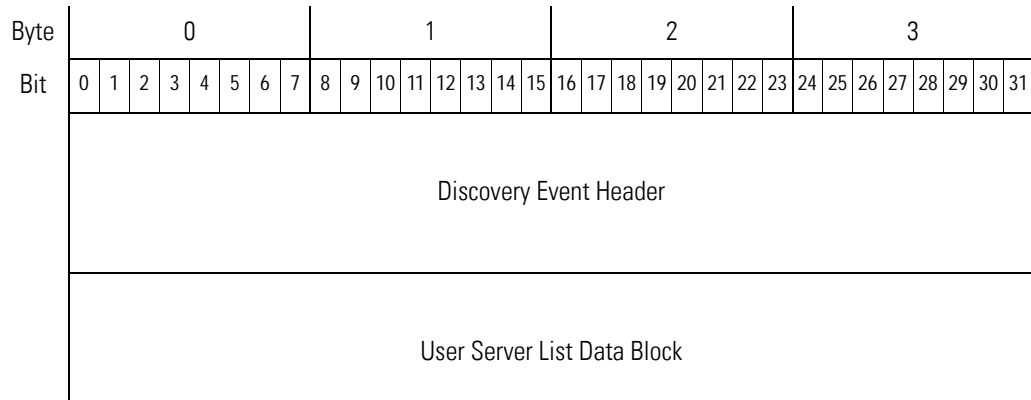 Byte 0 1 2 3
Bit 0 1 2 3 4 5 6 7 8 9 10 11 12 13 14 15 16 17 18 19 20 21 22 23 24 25 26 27 28 29 30 31
Discovery Event Header
User Server List Data Block